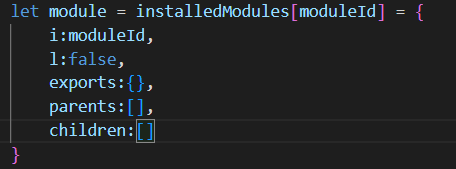 let module = installedModules[moduleId] = {
    i:moduleId,
    l:false,
    exports:{},
    parents:[],
    children:[]
}